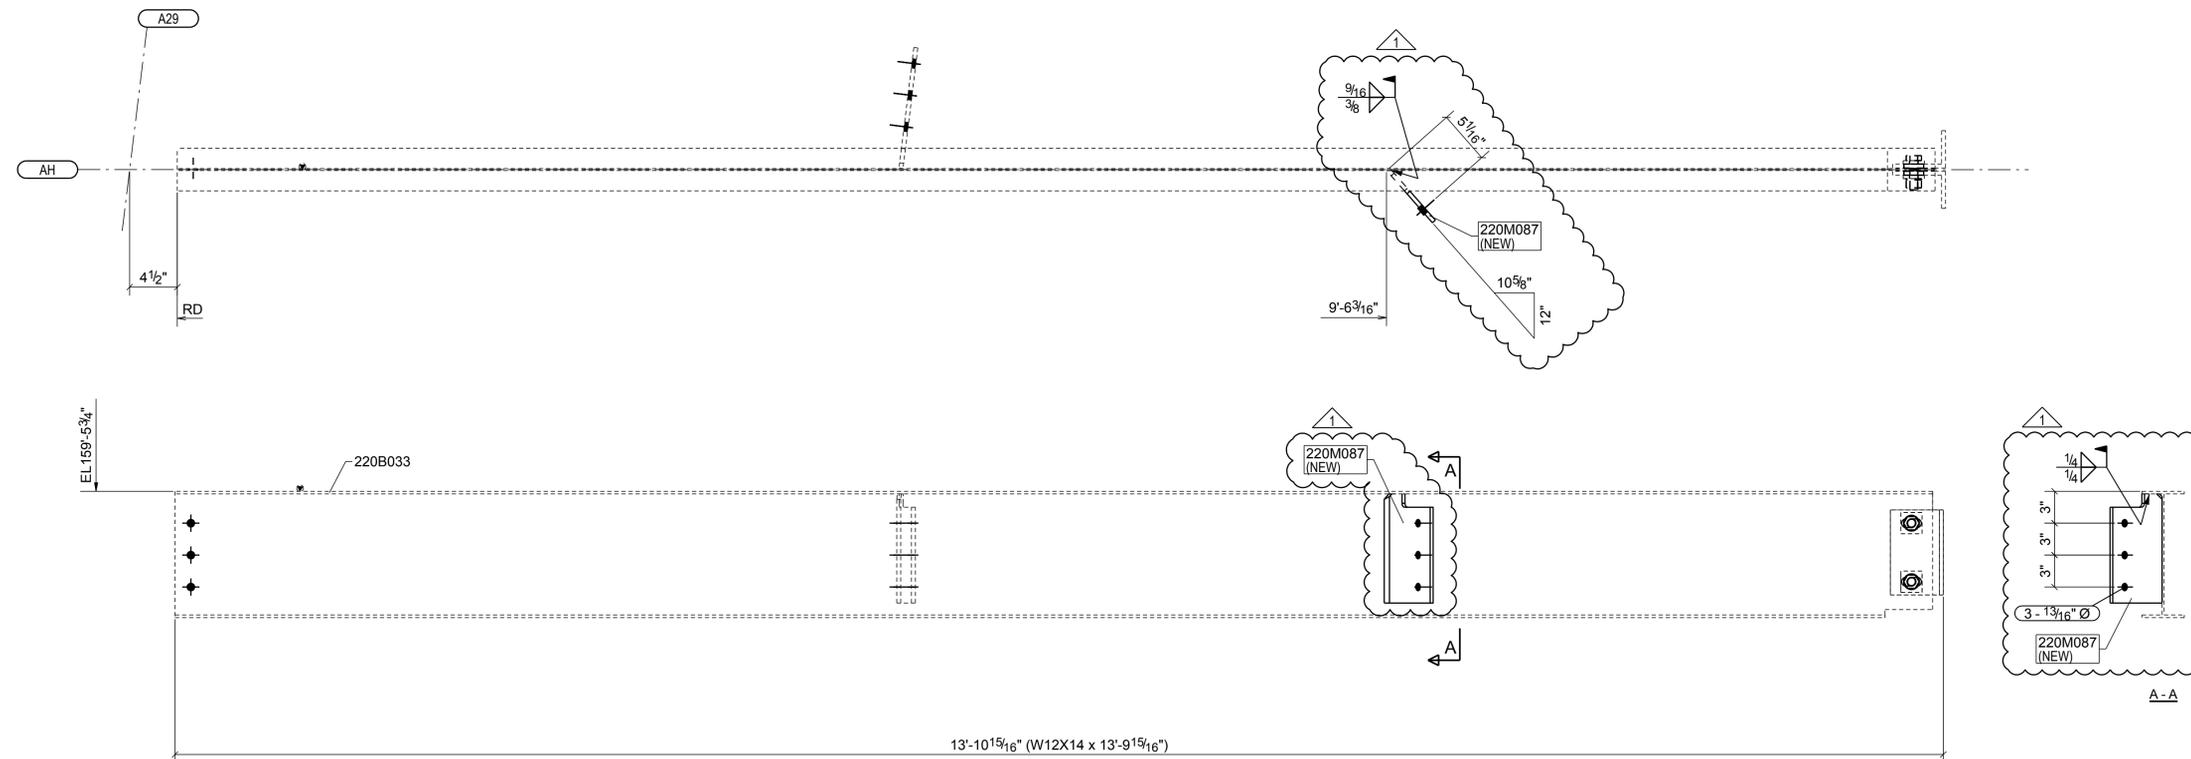 A29
1
9/16
3/8
5 1/16"
AH
220M087
(NEW)
4 1/2"
10 5/8"
12"
RD
9'-6 3/16"
EL159'-5 3/4"
220B033
1
220M087
(NEW)
A
A
1
1/4
1/4
3"
3"
3"
3 - 13/16" Ø
220M087
(NEW)
A - A
13'-10 15/16" (W12X14 x 13'-9 15/16")